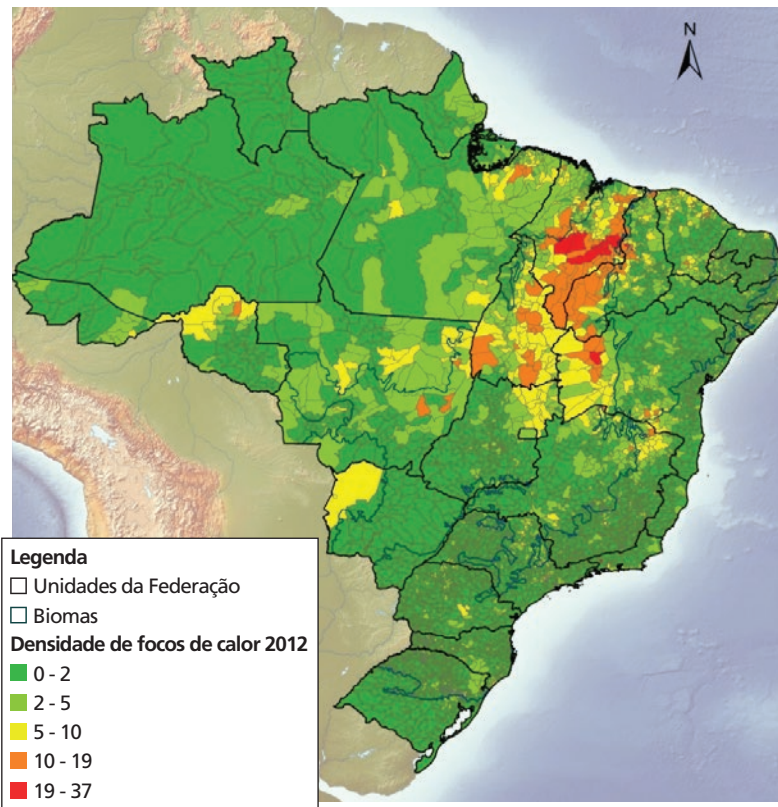 N
Legenda
Unidades da Federação
Biomas
Densidade de focos de calor 2012
0 - 2
2 - 5
5 - 10
10 - 19
19 - 37